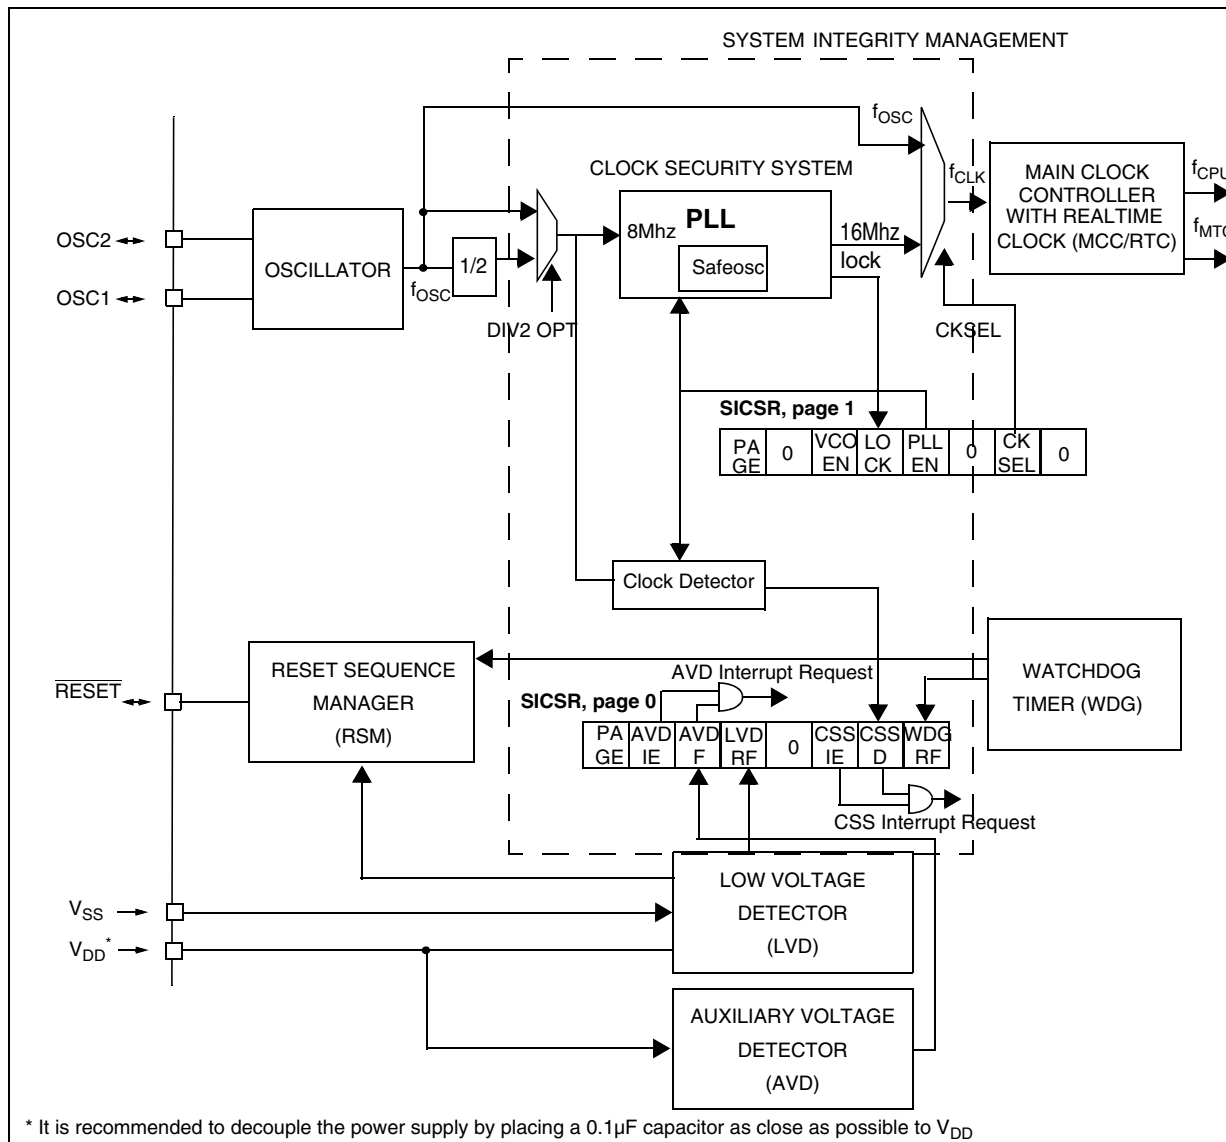 SYSTEM INTEGRITY MANAGEMENT
fOSC
CLOCK SECURITY SYSTEM
fCLK
MAIN CLOCK
CONTROLLER
WITH REALTIME
CLOCK (MCC/RTC)
fCPU
fMTC
OSC2
OSC1
OSCILLATOR
fOSC
1/2
8Mhz
PLL
Safeosc
16Mhz
lock
DIV2 OPT
CKSEL
SICSR, page 1
PA
GE
0
VCO
EN
LO
CK
PLL
EN
0
CK
SEL
0
Clock Detector
RESET
RESET SEQUENCE
MANAGER
(RSM)
AVD Interrupt Request
WATCHDOG
TIMER (WDG)
SICSR, page 0
PA
GE
AVD
IE
AVD
F
LVD
RF
0
CSS
IE
CSS
D
WDG
RF
CSS Interrupt Request
VSS
VDD*
LOW VOLTAGE
DETECTOR
(LVD)
AUXILIARY VOLTAGE
DETECTOR
(AVD)
* It is recommended to decouple the power supply by placing a 0.1µF capacitor as close as possible to VDD